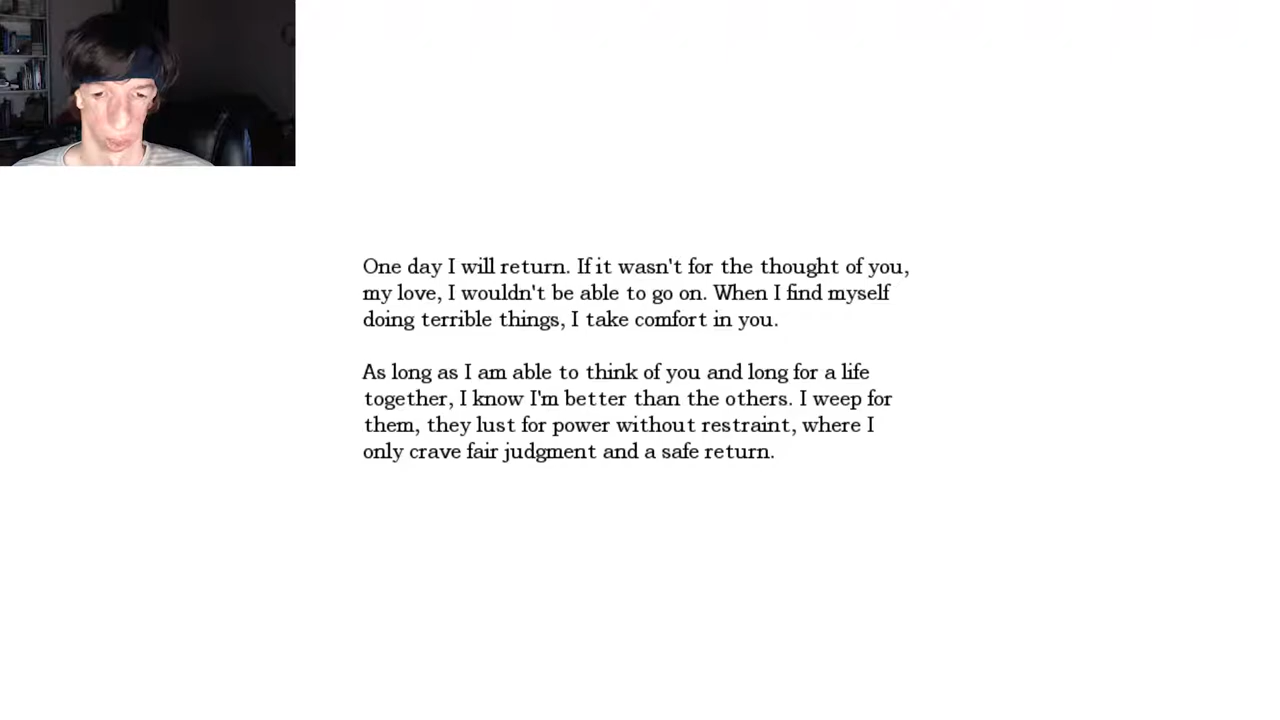 One day I will return. If it wasn't for the thought of you,
my love, I wouldn't be able to go on. When I find myself
doing terrible things, I take comfort in you.
As long as I am able to think of you and long for a life
together, I know I'm better than the others. I weep for
them, they lust for power without restraint, where I
only crave fair judgment and a safe return.